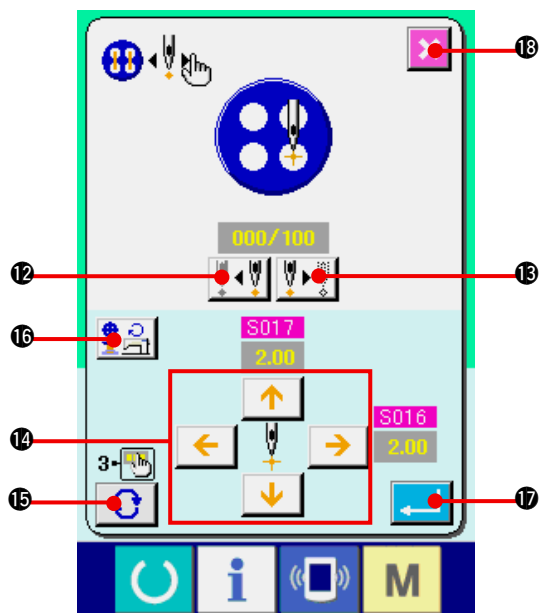 ⓲
000/100
⓬
⓭
⓰
S017
2.00
⓮
S016
2.00
3-
⓯
⓱
i
M